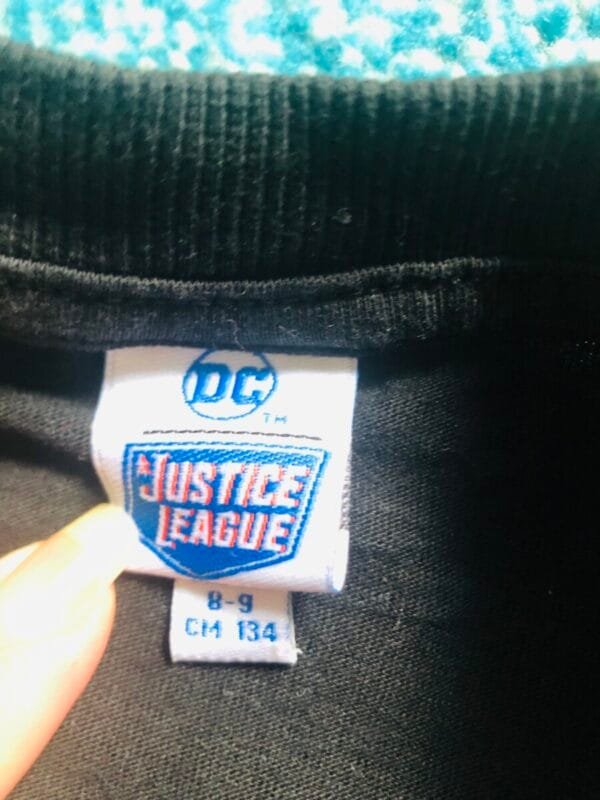 DC
TM
JUSTICE
LEAGUE
8-9
CM 134